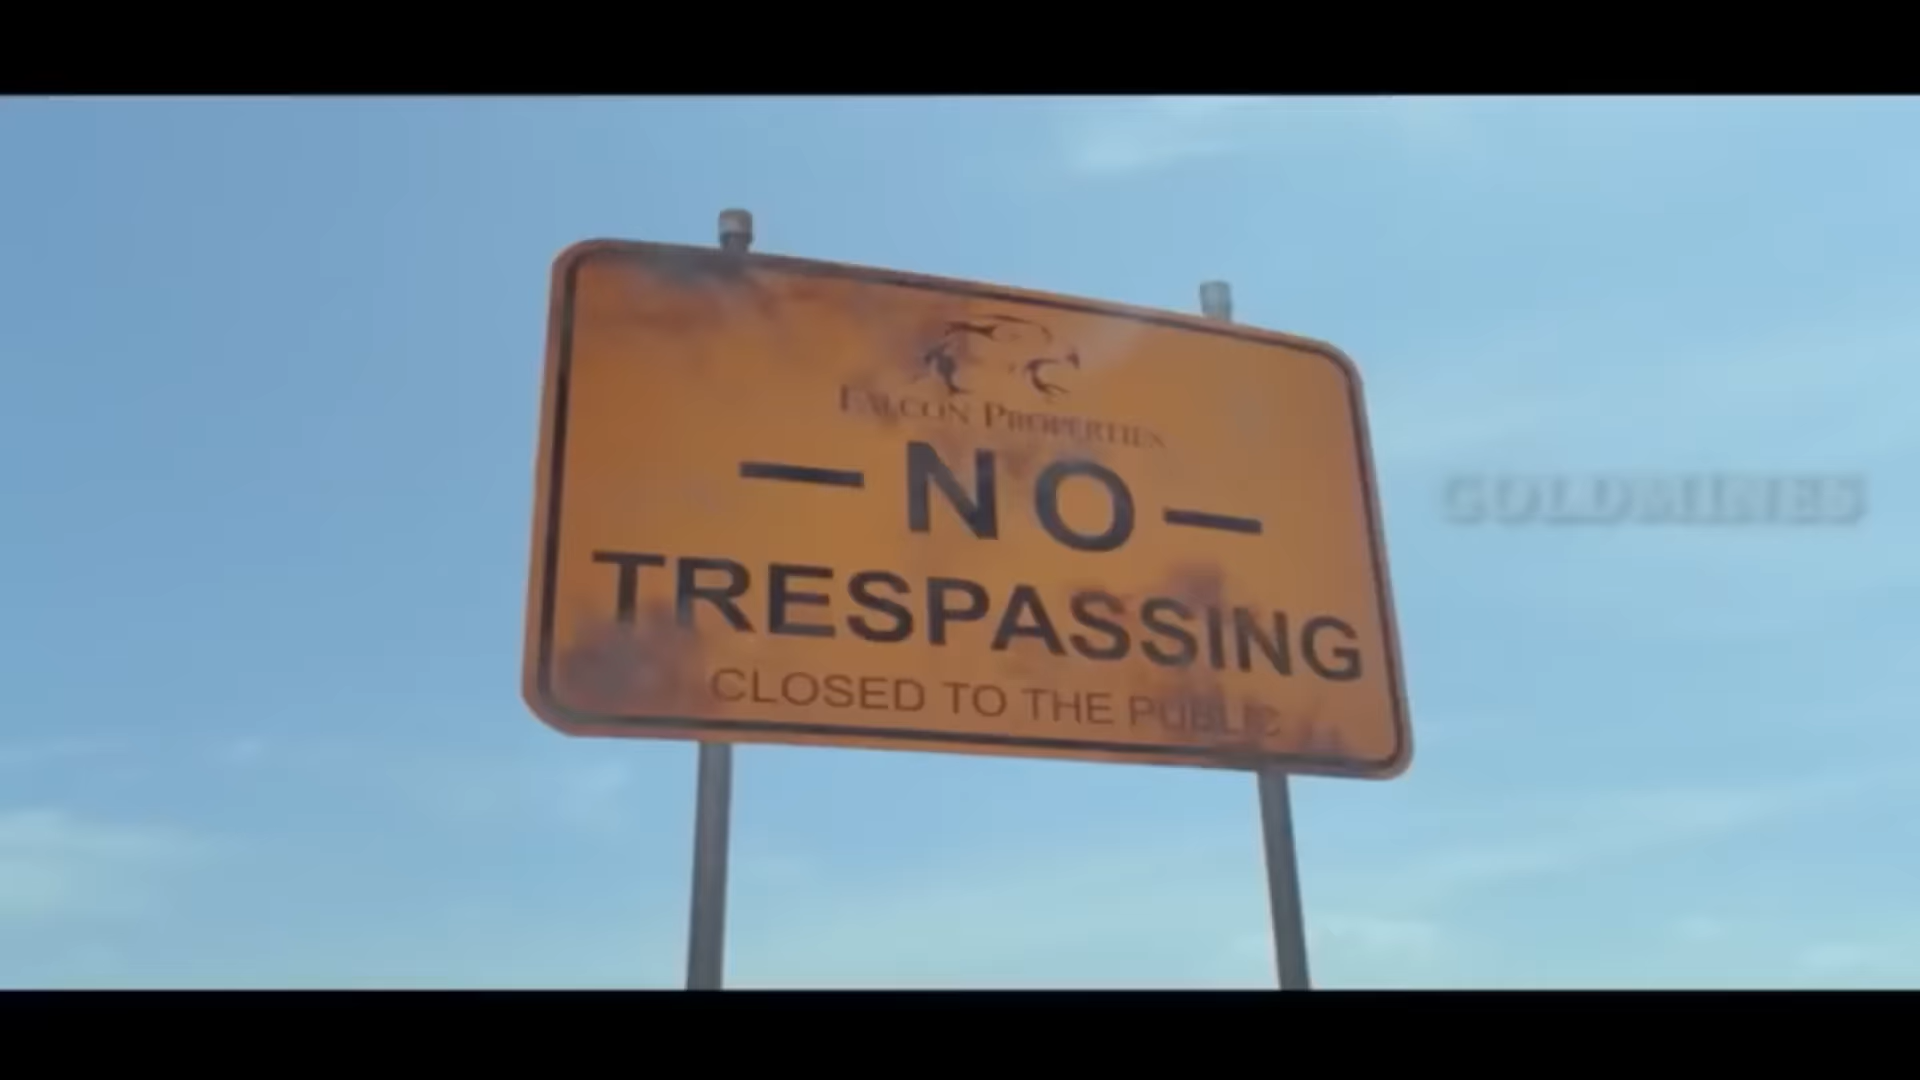 FALCON PROPERTIES
— NO —
TRESPASSING
CLOSED TO THE PUBLIC
GOLDMINES